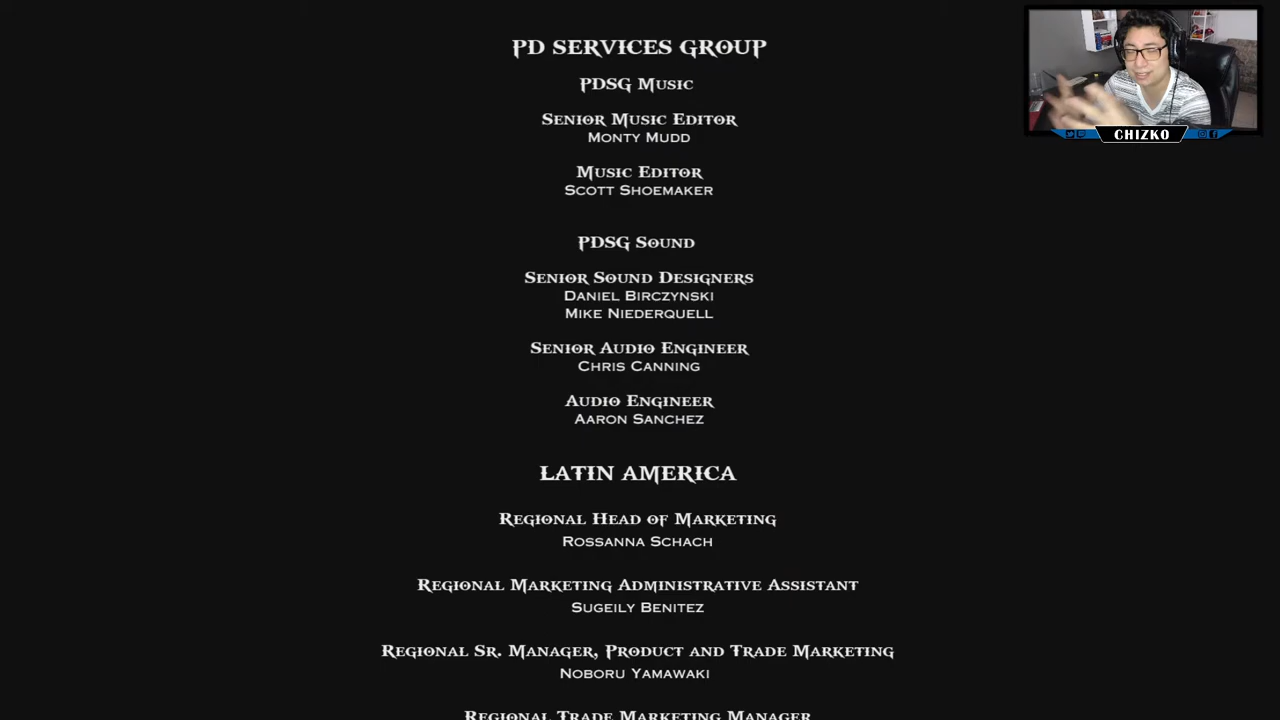 PD SERVICES GROUP
PDSG MUSIC
SENIOR MUSIC EDITOR
MONTY MUDD
MUSIC EDITOR
SCOTT SHOEMAKER
PDSG SOUND
SENIOR SOUND DESIGNERS
DANIEL BIRCZYNSKI
MIKE NIEDERQUELL
SENIOR AUDIO ENGINEER
CHRIS CANNING
AUDIO ENGINEER
AARON SANCHEZ
LATIN AMERICA
REGIONAL HEAD OF MARKETING
ROSSANNA SCHACH
REGIONAL MARKETING ADMINISTRATIVE ASSISTANT
SUGEILY BENITEZ
REGIONAL SR. MANAGER, PRODUCT AND TRADE MARKETING
NOBORU YAMAWAKI
REGIONAL TRADE MARKETING MANAGER
CHIZKO